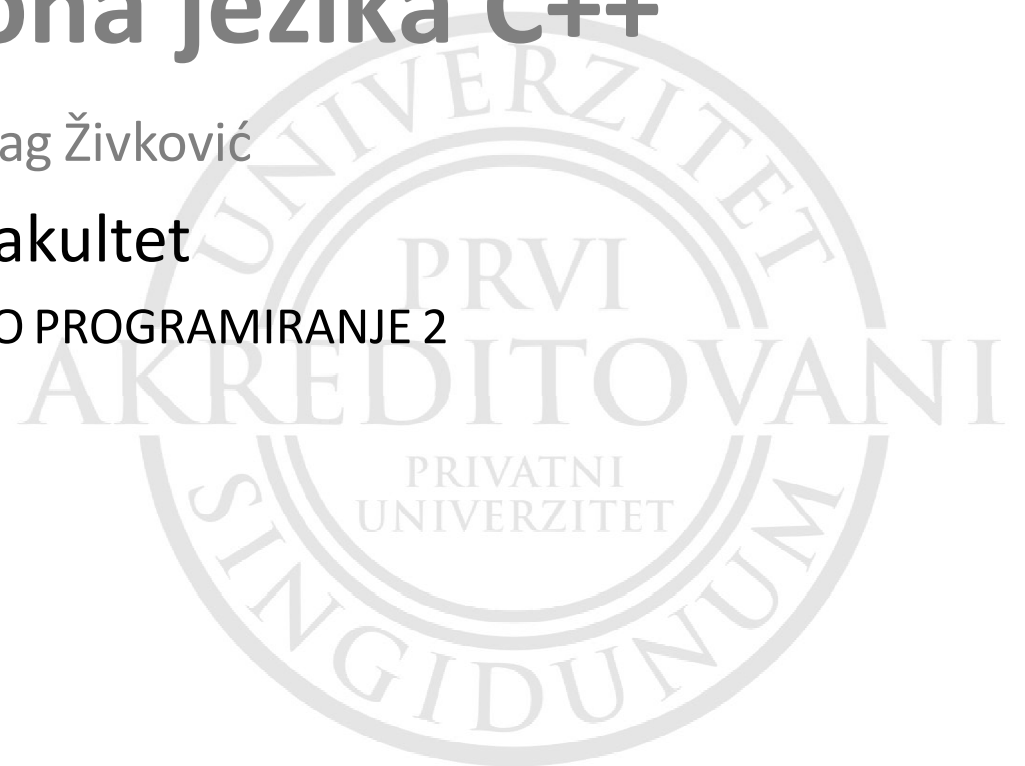 ona jezika C++
ag Živković
akultet
O PROGRAMIRANJE 2
UNIVERZITET
PRVI
AKREDITOVANI
PRIVATNI
UNIVERZITET
SINGIDUNUM